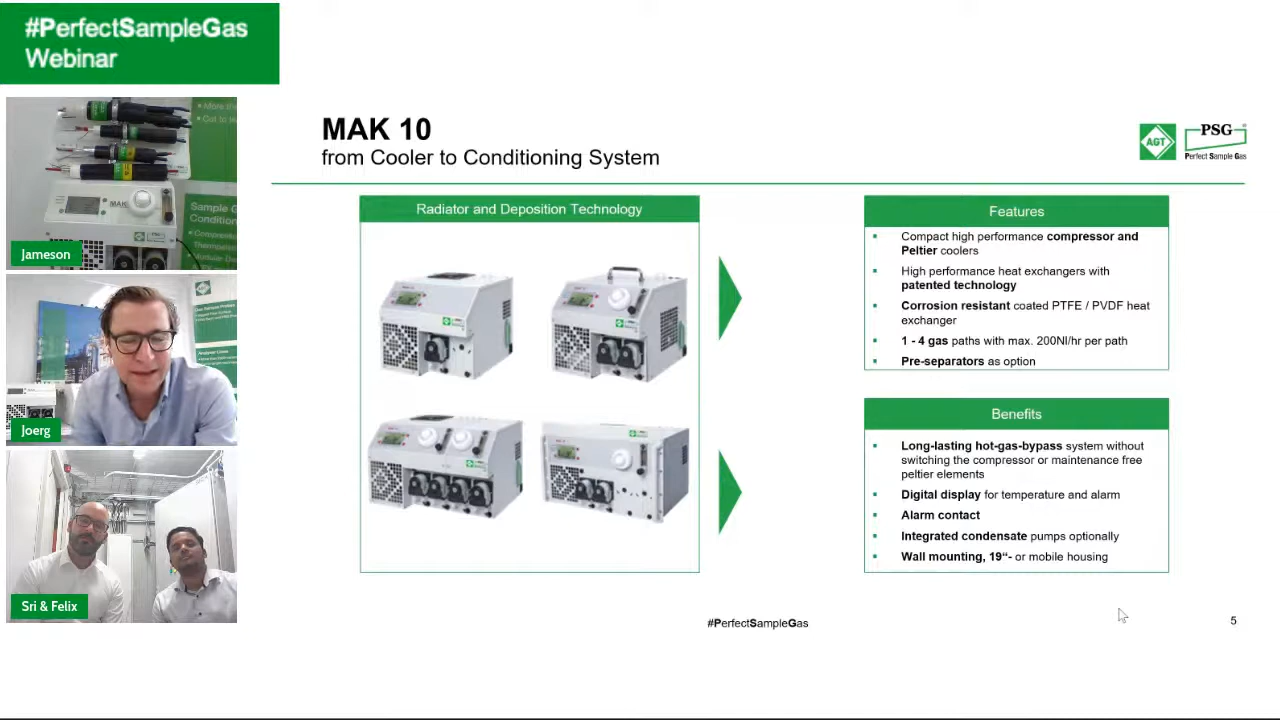 #PerfectSampleGas
Webinar
Jameson
MAK
Sample G
Condition
Joerg
Sri & Felix
MAK 10
from Cooler to Conditioning System
AGT
PSG
Perfect Sample Gas
Radiator and Deposition Technology
Features
▪ Compact high performance compressor and
Peltier coolers
▪ High performance heat exchangers with
patented technology
▪ Corrosion resistant coated PTFE / PVDF heat
exchanger
▪ 1 - 4 gas paths with max. 200Nl/hr per path
▪ Pre-separators as option
Benefits
▪ Long-lasting hot-gas-bypass system without
switching the compressor or maintenance free
peltier elements
▪ Digital display for temperature and alarm
▪ Alarm contact
▪ Integrated condensate pumps optionally
▪ Wall mounting, 19“- or mobile housing
#PerfectSampleGas
5